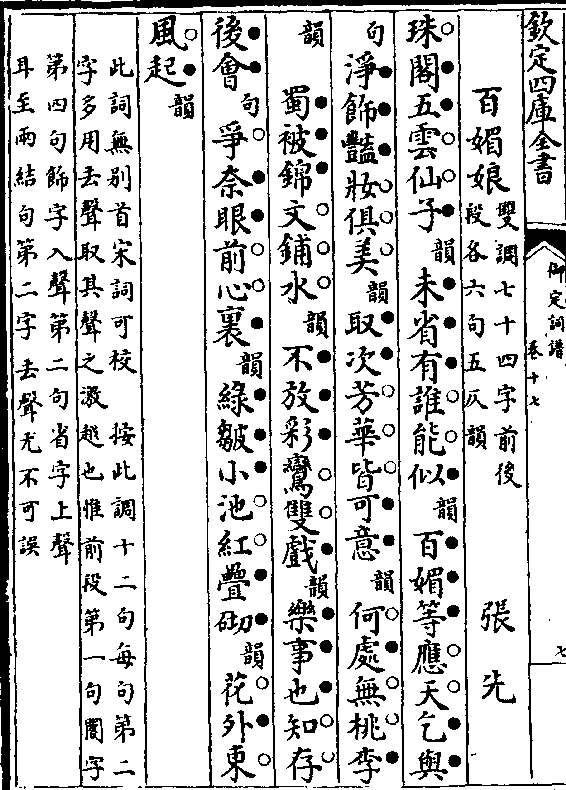 欽定四庫全書
御定詞譜
卷十七
七
百媚娘
雙調七十四字前後
段各六句五仄韻
張先
珠閣五雲仙子韻未省有誰能似韻百媚等應天乞與
句淨飾豔妝俱美韻取次芳華皆可意韻何處無桃李
韻 蜀被錦文鋪水韻不放彩鸞雙戲韻樂事也知存
後會句爭奈眼前心裏韻綠皺小池紅疊砌韻花外東
風起韻
此詞無別首宋詞可校 按此調十二句每句第二
字多用去聲取其聲之激越也惟前段第一句閣字
第四句飾字入聲第二句省字上聲
耳至兩結句第二字去聲尤不可誤